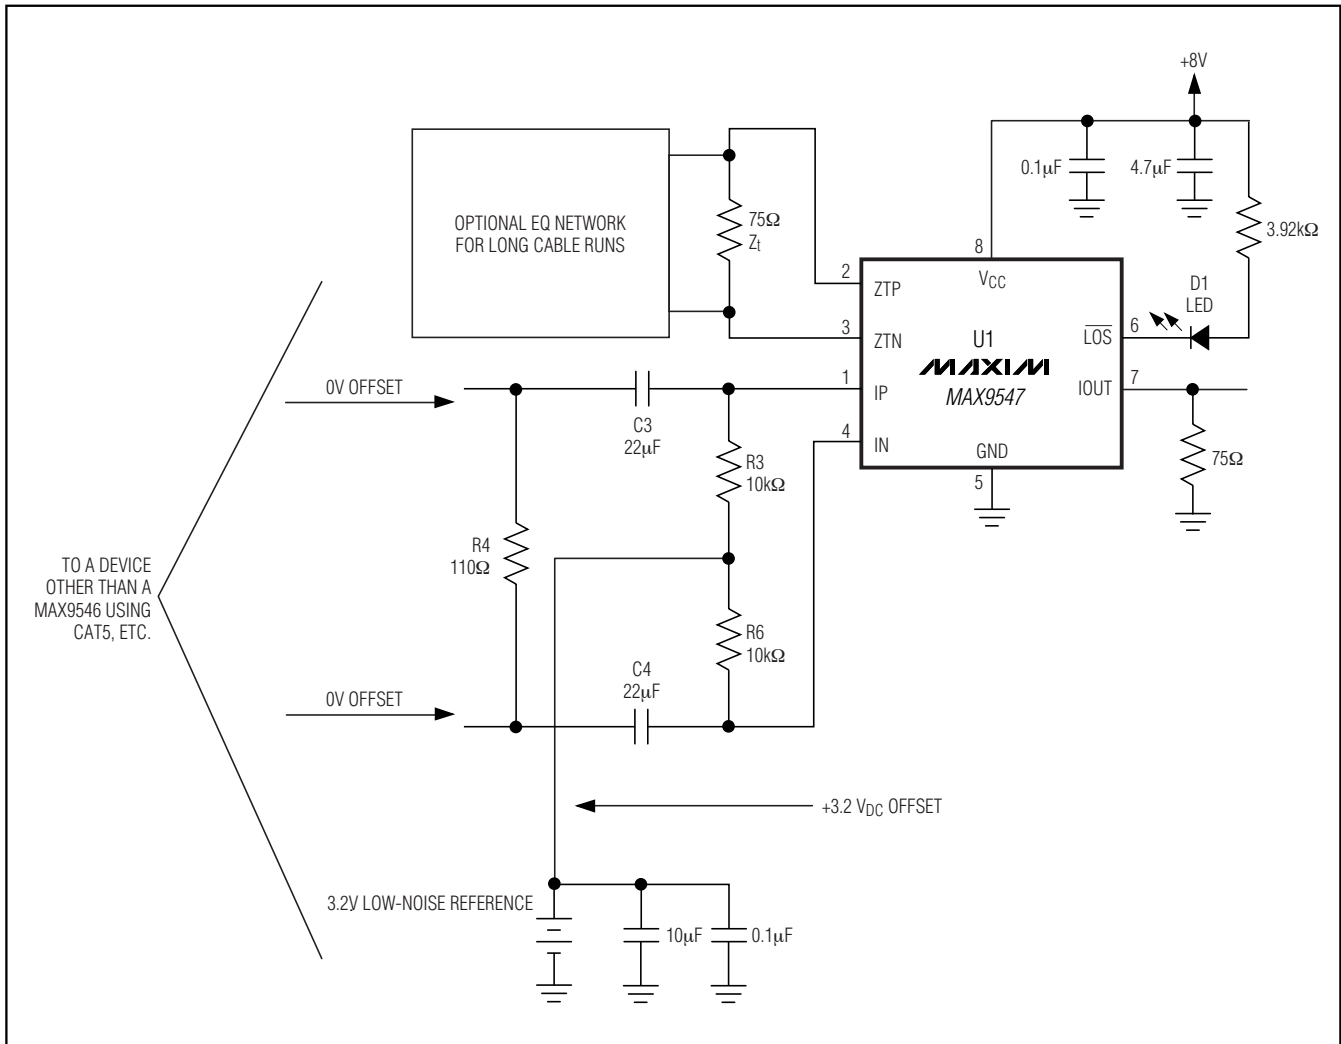 +8V
0.1µF
4.7µF
3.92kΩ
OPTIONAL EQ NETWORK
FOR LONG CABLE RUNS
75Ω
Zt
2
ZTP
8
VCC
D1
LED
3
ZTN
U1
MAXIM
MAX9547
LOS
6
1
IP
IOUT
7
4
IN
GND
5
75Ω
0V OFFSET
C3
22µF
R3
10kΩ
R4
110Ω
TO A DEVICE
OTHER THAN A
MAX9546 USING
CAT5, ETC.
R6
10kΩ
C4
22µF
0V OFFSET
+3.2 VDC OFFSET
3.2V LOW-NOISE REFERENCE
10µF
0.1µF